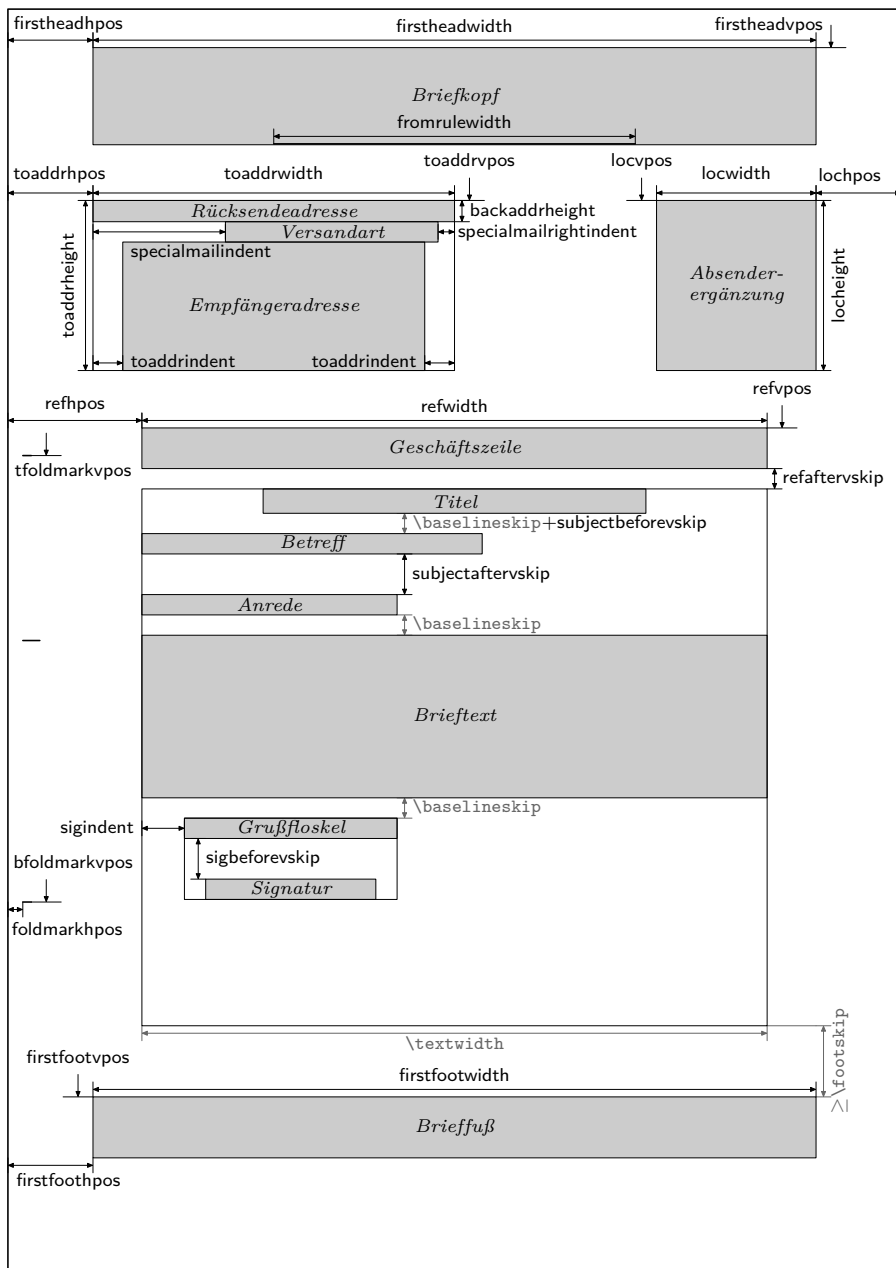 firstheadhpos firstheadwidth firstheadvpos
Briefkopf
fromrulewidth
toaddrhpos toaddrwidth toaddrvpos locvpos locwidth lochpos
Rücksendeadresse backaddrheight
Versandart specialmailrightindent
specialmailindent
toaddrheight
Empfängeradresse
Absender-
ergänzung
locheight
toaddrindent toaddrindent
refhpos refwidth refvpos
Geschäftszeile
tfoldmarkvpos
refaftervskip
Titel
\baselineskip+subjectbeforevskip
Betreff
subjectaftervskip
Anrede
\baselineskip
Brieftext
\baselineskip
sigindent Grußfloskel
sigbeforevskip
bfoldmarkvpos
Signatur
foldmarkhpos
\textwidth
≥\footskip
firstfootvpos firstfootwidth
Brieffuß
firstfoothpos